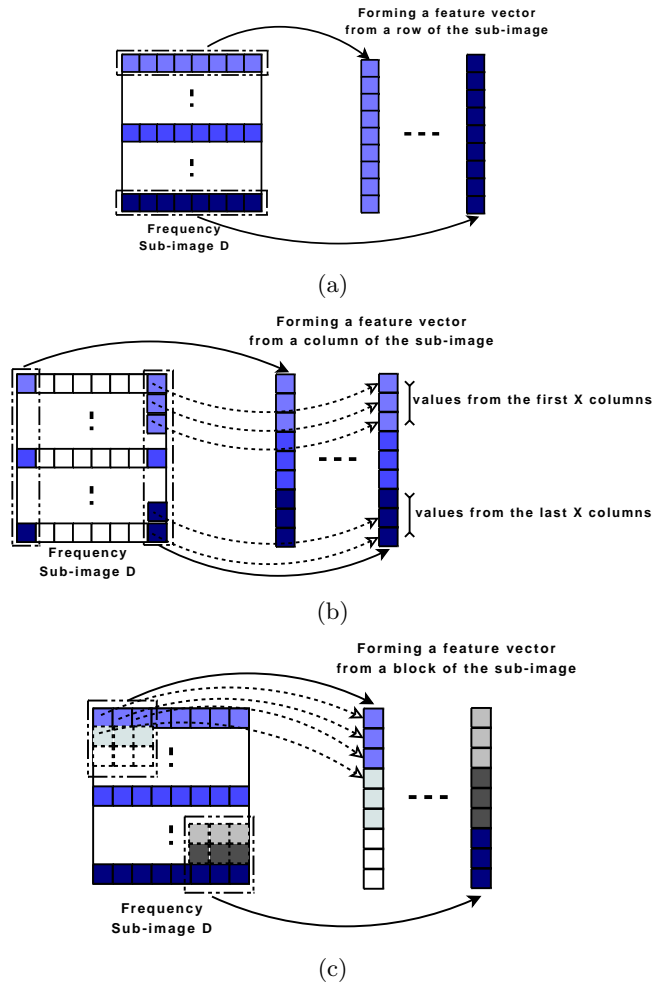 Forming a feature vector
from a row of the sub-image
Frequency
Sub-image D
(a)
Forming a feature vector
from a column of the sub-image
values from the first X columns
values from the last X columns
Frequency
Sub-image D
(b)
Forming a feature vector
from a block of the sub-image
Frequency
Sub-image D
(c)